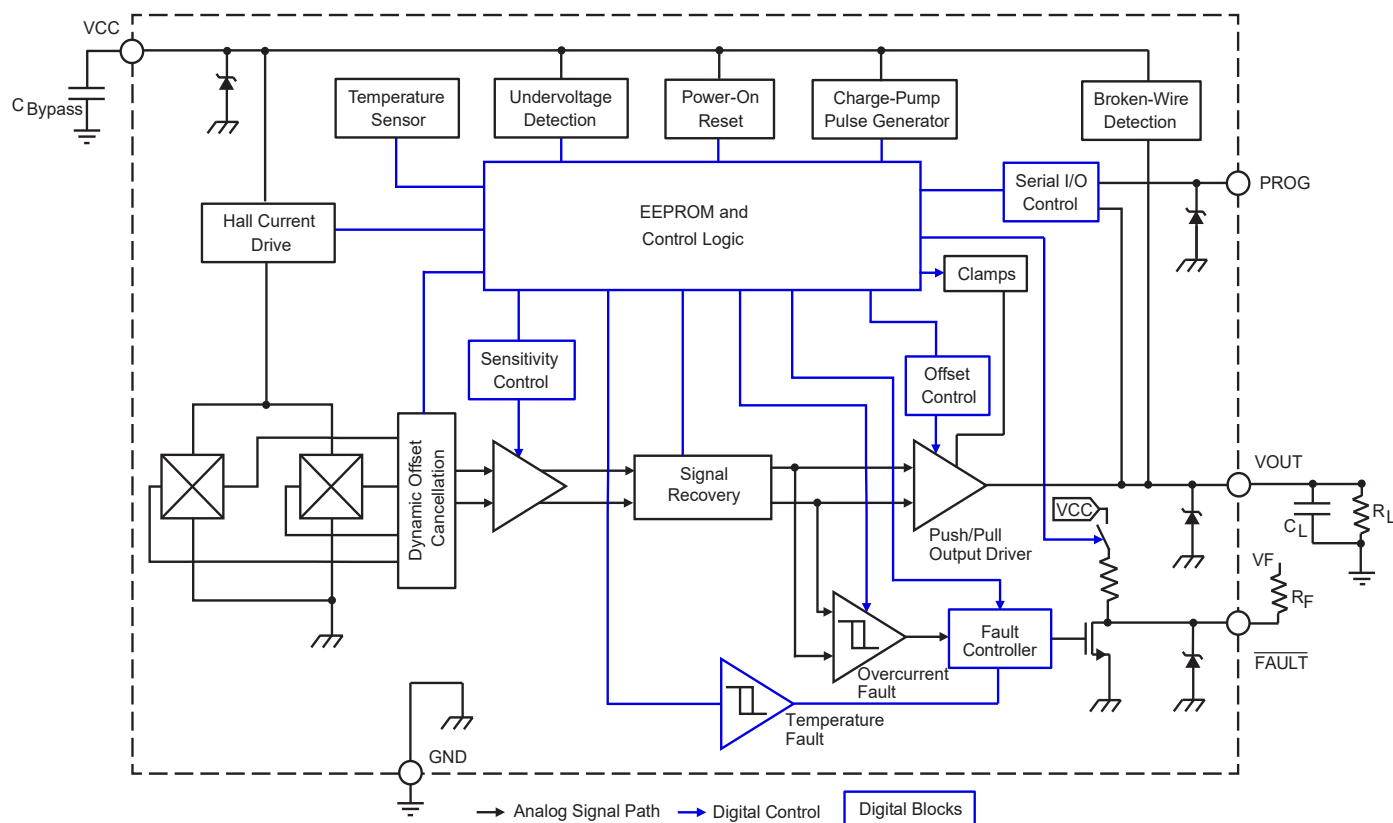 VCC
C Bypass
Temperature
Sensor
Undervoltage
Detection
Power-On
Reset
Charge-Pump
Pulse Generator
Broken-Wire
Detection
Hall Current
Drive
EEPROM and
Control Logic
Serial I/O
Control
PROG
Clamps
Sensitivity
Control
Offset
Control
Dynamic Offset
Cancellation
Signal
Recovery
Push/Pull
Output Driver
VCC
VOUT
CL
RL
VF
RF
FAULT
Overcurrent
Fault
Fault
Controller
Temperature
Fault
GND
Analog Signal Path
Digital Control
Digital Blocks